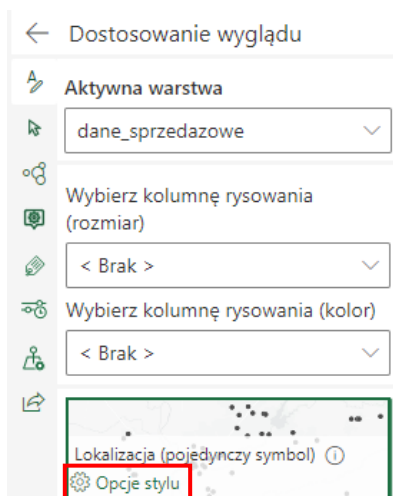 Dostosowanie wyglądu
Aktywna warstwa
dane_sprzedazowe
Wybierz kolumnę rysowania
(rozmiar)
< Brak >
Wybierz kolumnę rysowania (kolor)
< Brak >
Lokalizacja (pojedynczy symbol)
Opcje stylu